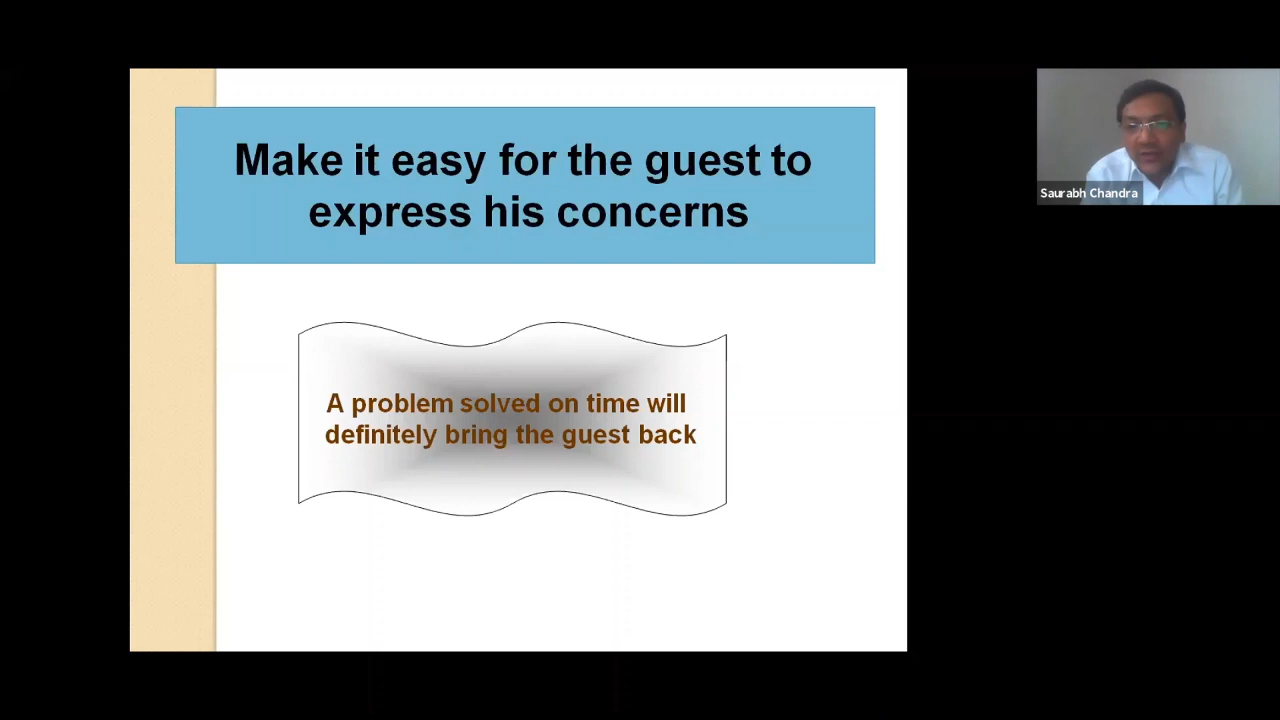 Make it easy for the guest to
express his concerns
A problem solved on time will
definitely bring the guest back
Saurabh Chandra